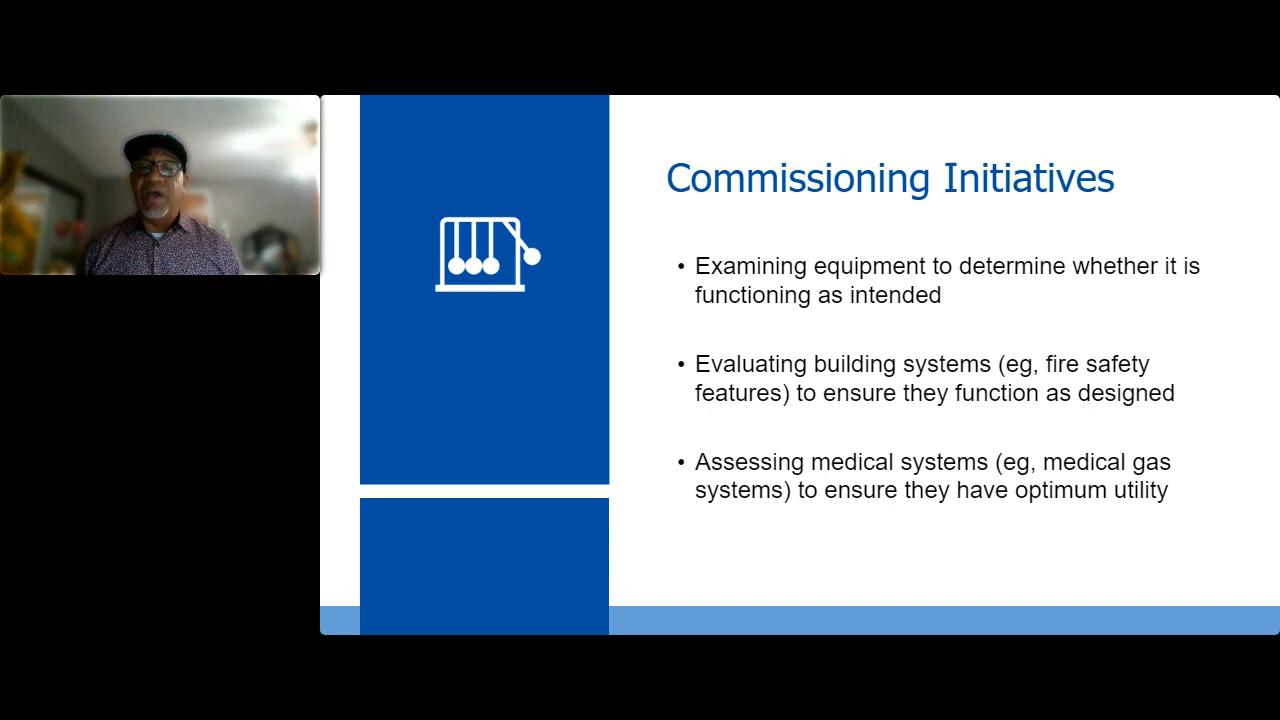 Commissioning Initiatives
• Examining equipment to determine whether it is
functioning as intended
• Evaluating building systems (eg, fire safety
features) to ensure they function as designed
• Assessing medical systems (eg, medical gas
systems) to ensure they have optimum utility